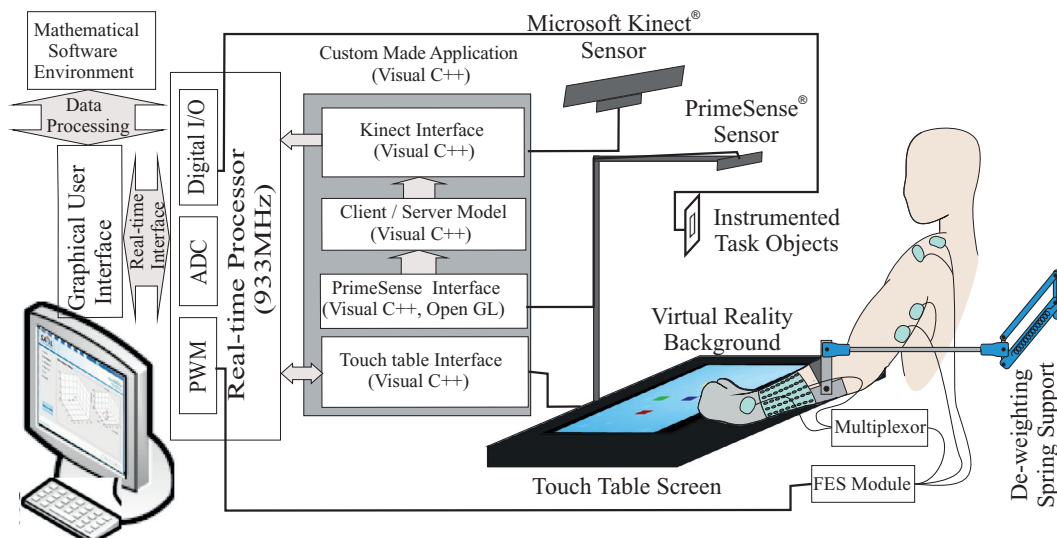 Mathematical
Software
Environment
Data
Processing
Graphical User
Interface
Real-time
Interface
Digital I/O
ADC
PWM
Real-time Processor
(933MHz)
Custom Made Application
(Visual C++)
Kinect Interface
(Visual C++)
Client / Server Model
(Visual C++)
PrimeSense Interface
(Visual C++, Open GL)
Touch table Interface
(Visual C++)
Microsoft Kinect®
Sensor
PrimeSense®
Sensor
Instrumented
Task Objects
Virtual Reality
Background
Touch Table Screen
Multiplexor
FES Module
De-weighting
Spring Support